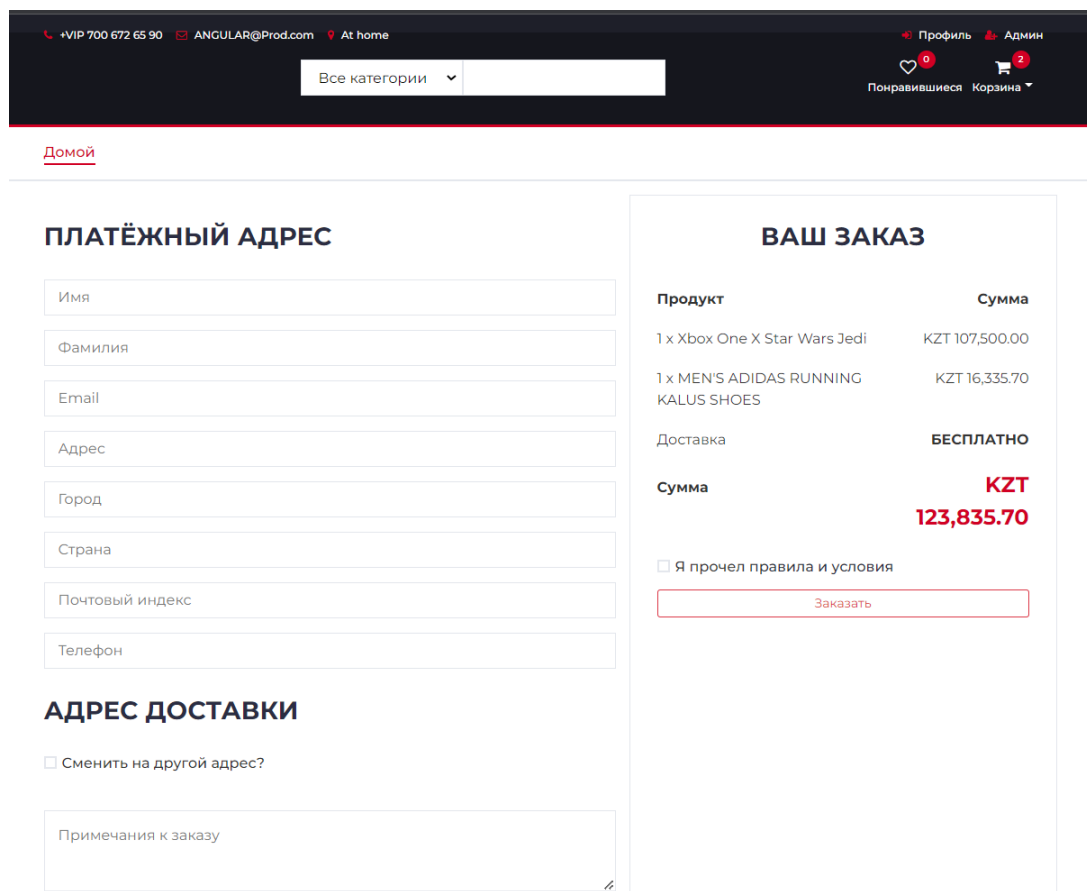 +VIP 700 672 65 90 ANGULAR@Prod.com At home Профиль Админ
Все категории
0 2
Понравившиеся Корзина
Домой
ПЛАТЁЖНЫЙ АДРЕС
Имя
Фамилия
Email
Адрес
Город
Страна
Почтовый индекс
Телефон
АДРЕС ДОСТАВКИ
Сменить на другой адрес?
Примечания к заказу
ВАШ ЗАКАЗ
Продукт Сумма
1 x Xbox One X Star Wars Jedi KZT 107,500.00
1 x MEN'S ADIDAS RUNNING KZT 16,335.70
KALUS SHOES
Доставка БЕСПЛАТНО
Сумма KZT
123,835.70
Я прочел правила и условия
Заказать